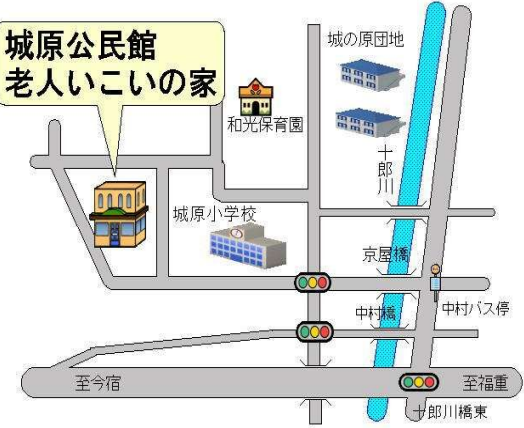 城原公民館
老人いこいの家
城の原団地
和光保育園
十郎川
城原小学校
京屋橋
中村橋
中村バス停
至今宿
至福重
十郎川橋東